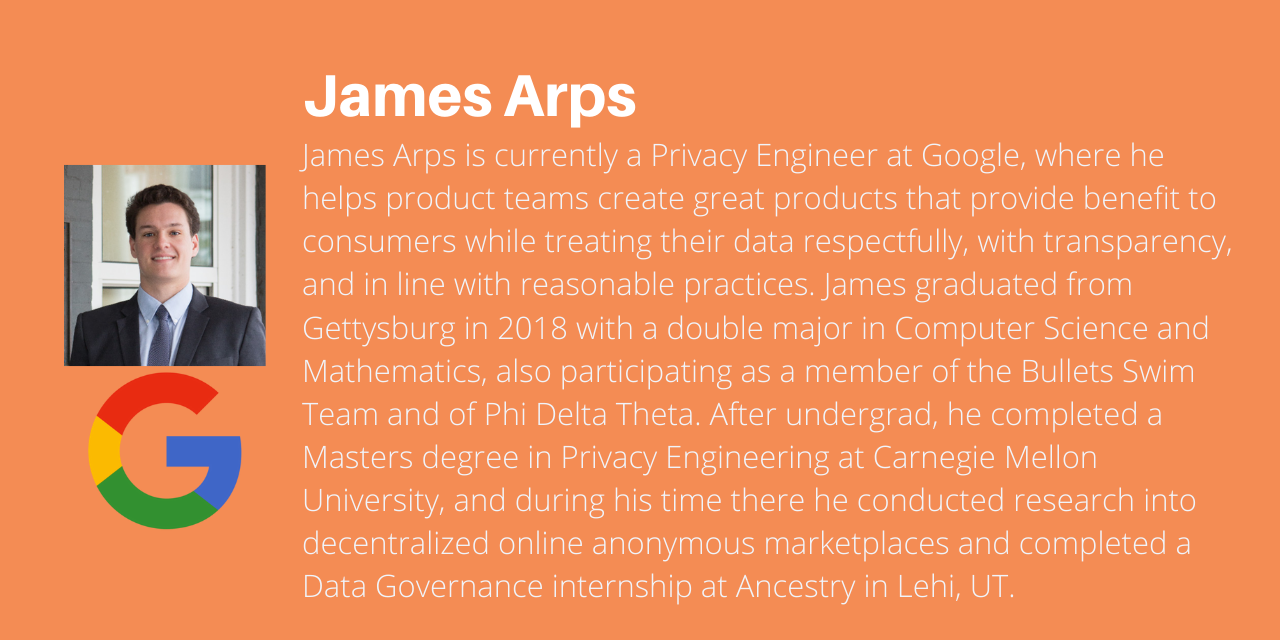 James Arps
James Arps is currently a Privacy Engineer at Google, where he
helps product teams create great products that provide benefit to
consumers while treating their data respectfully, with transparency,
and in line with reasonable practices. James graduated from
Gettysburg in 2018 with a double major in Computer Science and
Mathematics, also participating as a member of the Bullets Swim
Team and of Phi Delta Theta. After undergrad, he completed a
Masters degree in Privacy Engineering at Carnegie Mellon
University, and during his time there he conducted research into
decentralized online anonymous marketplaces and completed a
Data Governance internship at Ancestry in Lehi, UT.